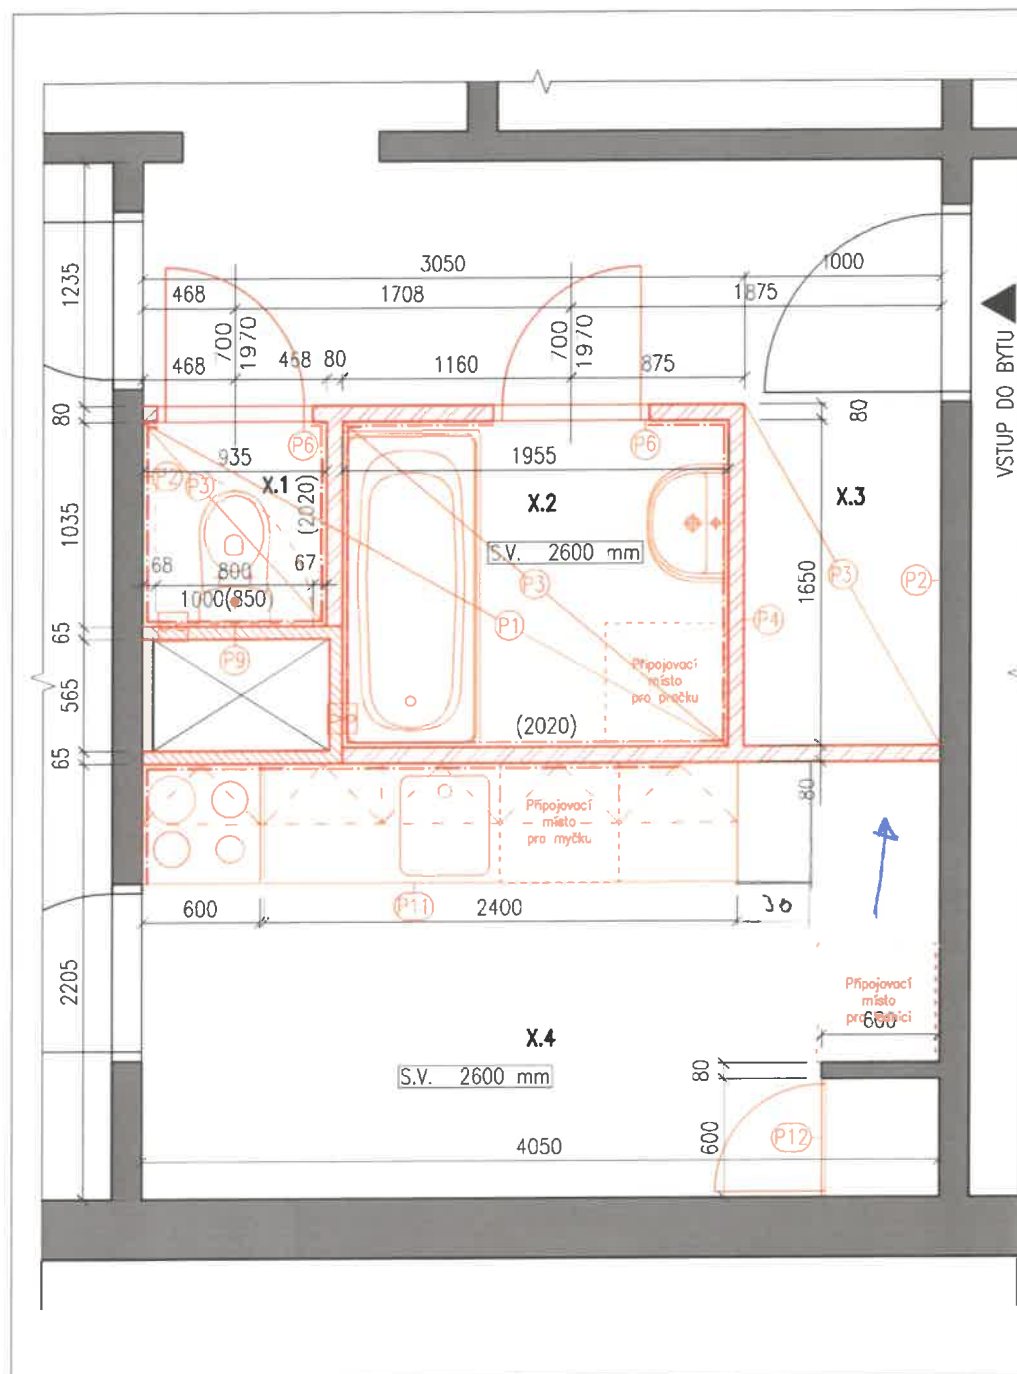 3050
1000
468
1708
1875
1235
700
1970
700
1970
468
468
80
1160
875
80
80
P6
P6
VSTUP DO BYTU
935
1955
P2
P3
X.1
(2020)
X.2
X.3
1035
S.V. 2600 mm
68
800
67
1000(850)
P3
P1
1650
P3
P2
P4
65
P9
Připojovací
místo
pro pračku
565
(2020)
65
80
Připojovací
místo
pro myčku
P11
600
2400
30
2205
Připojovací
místo
pro lednici
600
X.4
S.V. 2600 mm
80
600
P12
4050